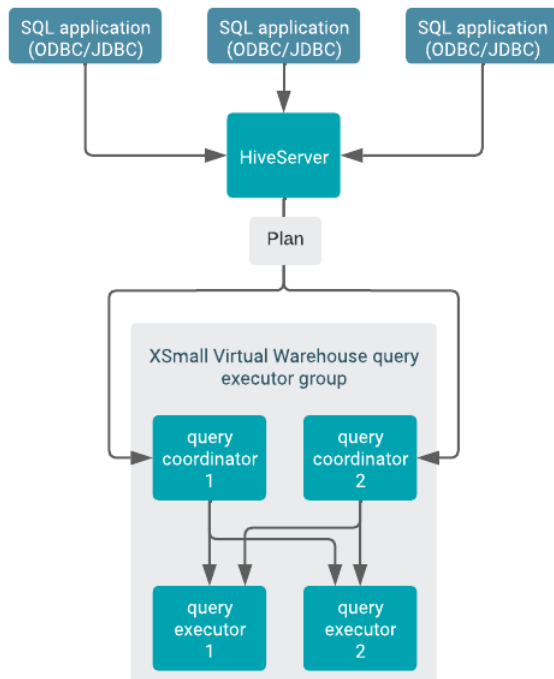 SQL application
(ODBC/JDBC)
SQL application
(ODBC/JDBC)
SQL application
(ODBC/JDBC)
HiveServer
Plan
XSmall Virtual Warehouse query
executor group
query
coordinator
1
query
coordinator
2
query
executor
1
query
executor
2